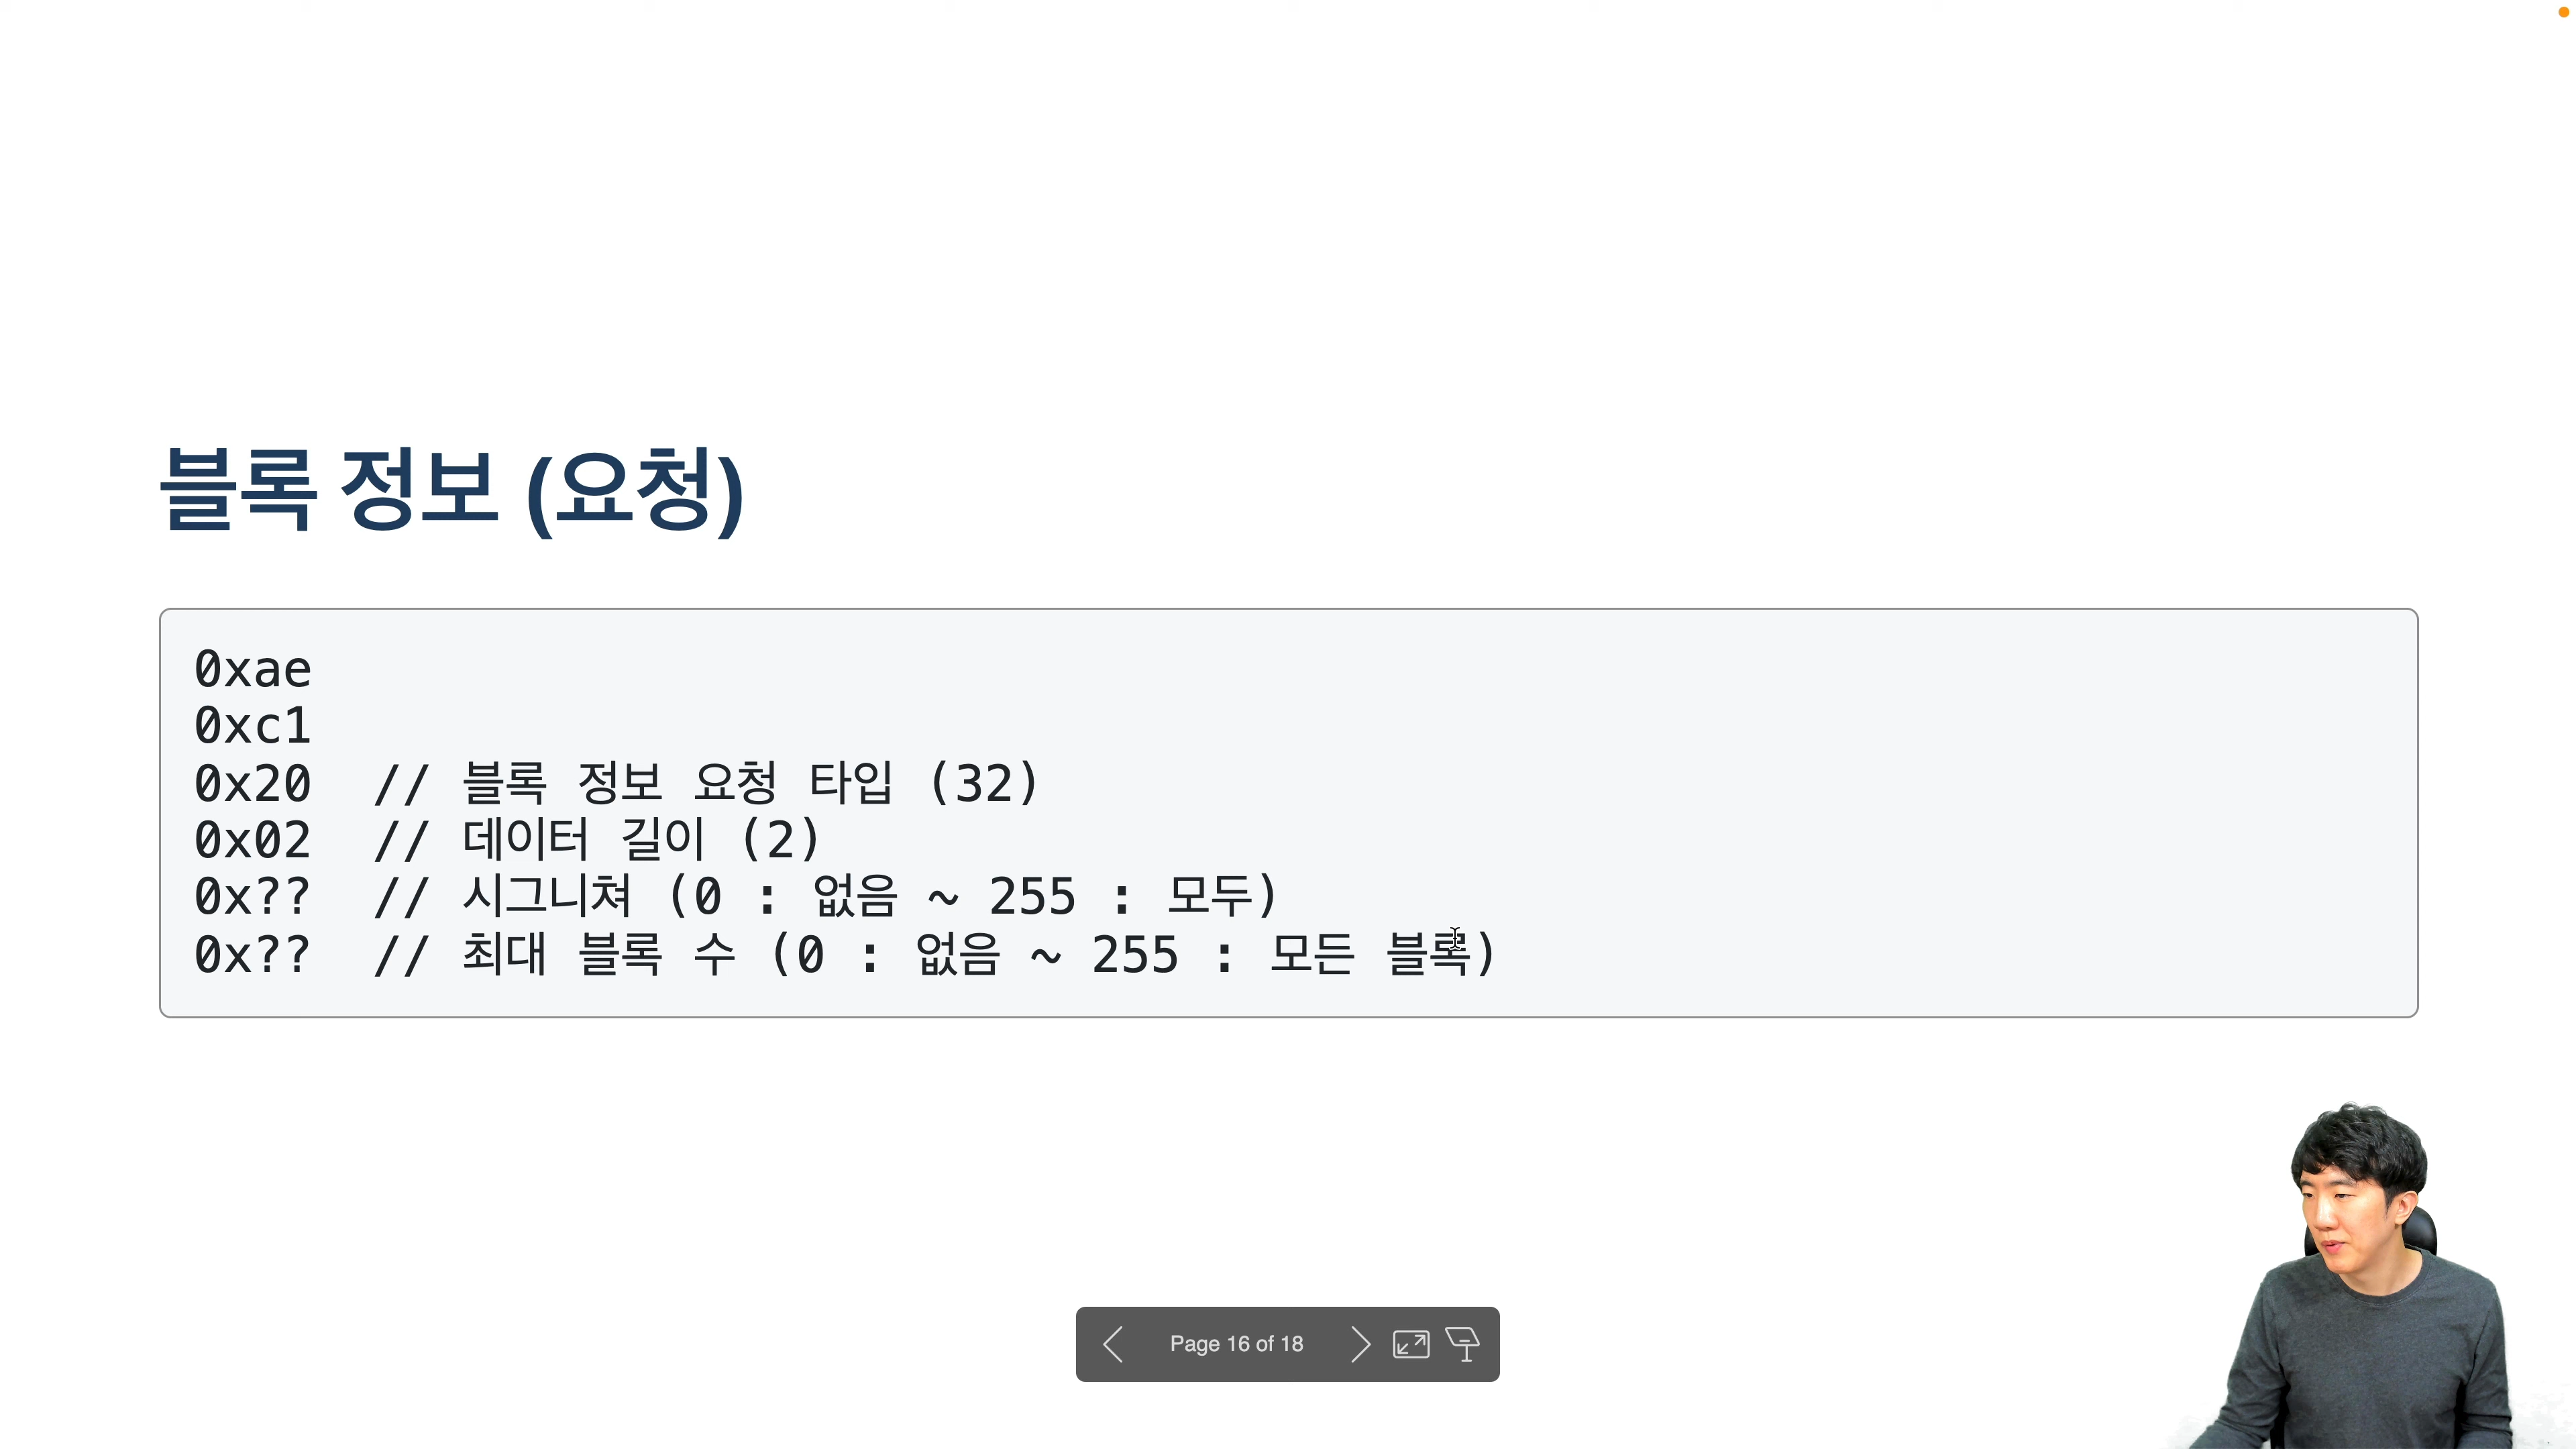 블록 정보 (요청)
0xae
0xc1
0x20 // 블록 정보 요청 타입 (32)
0x02 // 데이터 길이 (2)
0x?? // 시그니쳐 (0 : 없음 ~ 255 : 모두)
0x?? // 최대 블록 수 (0 : 없음 ~ 255 : 모든 블록)
Page 16 of 18